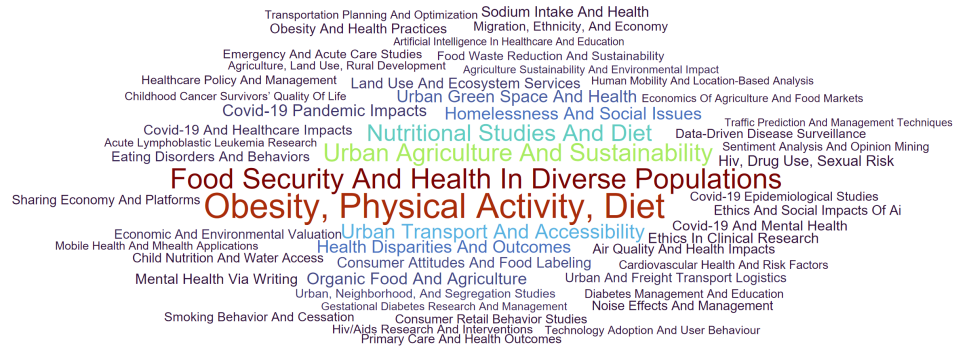 Transportation Planning And Optimization
Sodium Intake And Health
Obesity And Health Practices
Migration, Ethnicity, And Economy
Artificial Intelligence In Healthcare And Education
Emergency And Acute Care Studies
Food Waste Reduction And Sustainability
Agriculture, Land Use, Rural Development
Agriculture Sustainability And Environmental Impact
Healthcare Policy And Management
Land Use And Ecosystem Services
Human Mobility And Location-Based Analysis
Childhood Cancer Survivors' Quality Of Life
Urban Green Space And Health
Economics Of Agriculture And Food Markets
Covid-19 Pandemic Impacts
Homelessness And Social Issues
Traffic Prediction And Management Techniques
Covid-19 And Healthcare Impacts
Nutritional Studies And Diet
Data-Driven Disease Surveillance
Acute Lymphoblastic Leukemia Research
Sentiment Analysis And Opinion Mining
Eating Disorders And Behaviors
Urban Agriculture And Sustainability
Hiv, Drug Use, Sexual Risk
Food Security And Health In Diverse Populations
Sharing Economy And Platforms
Obesity, Physical Activity, Diet
Covid-19 Epidemiological Studies
Ethics And Social Impacts Of Ai
Economic And Environmental Valuation
Urban Transport And Accessibility
Covid-19 And Mental Health
Ethics In Clinical Research
Mobile Health And Mhealth Applications
Health Disparities And Outcomes
Air Quality And Health Impacts
Child Nutrition And Water Access
Consumer Attitudes And Food Labeling
Cardiovascular Health And Risk Factors
Mental Health Via Writing
Organic Food And Agriculture
Urban And Freight Transport Logistics
Urban, Neighborhood, And Segregation Studies
Diabetes Management And Education
Gestational Diabetes Research And Management
Noise Effects And Management
Smoking Behavior And Cessation
Consumer Retail Behavior Studies
Hiv/Aids Research And Interventions
Technology Adoption And User Behaviour
Primary Care And Health Outcomes